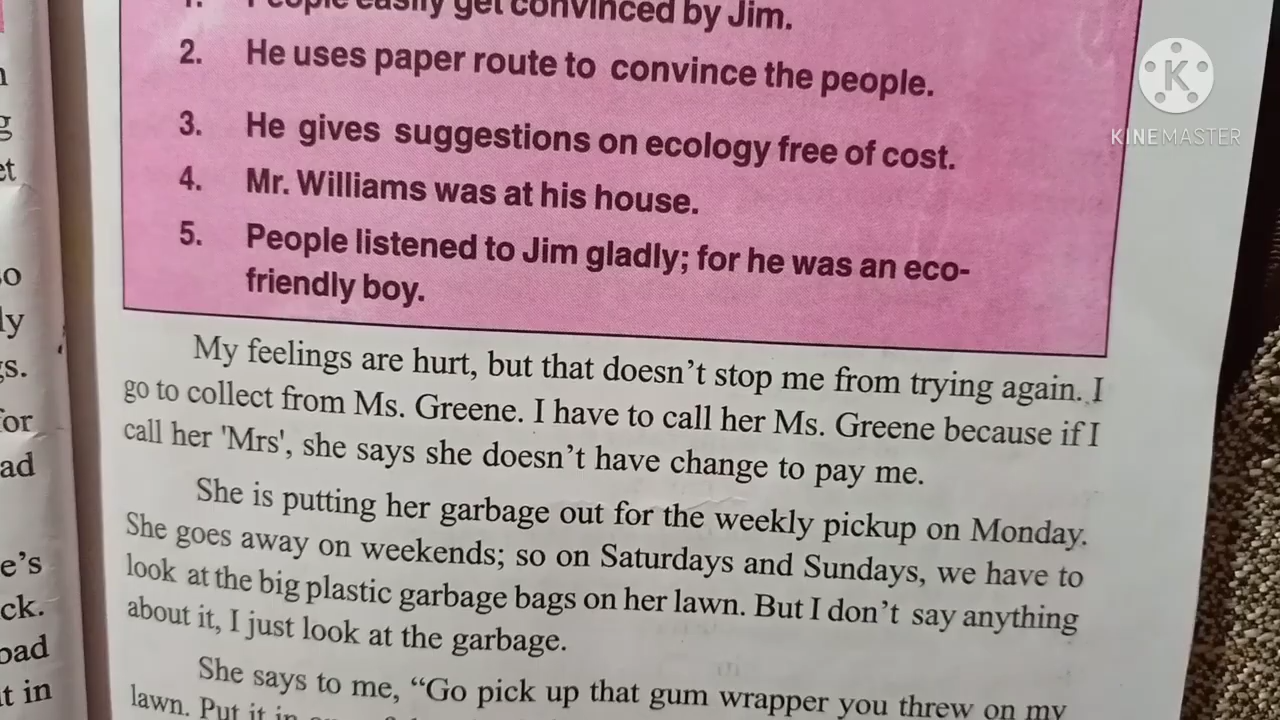 1. People easily get convinced by Jim.
2. He uses paper route to convince the people.
3. He gives suggestions on ecology free of cost.
4. Mr. Williams was at his house.
5. People listened to Jim gladly; for he was an eco-
friendly boy.
My feelings are hurt, but that doesn’t stop me from trying again. I
go to collect from Ms. Greene. I have to call her Ms. Greene because if I
call her 'Mrs', she says she doesn’t have change to pay me.
She is putting her garbage out for the weekly pickup on Monday.
She goes away on weekends; so on Saturdays and Sundays, we have to
look at the big plastic garbage bags on her lawn. But I don’t say anything
about it, I just look at the garbage.
She says to me, “Go pick up that gum wrapper you threw on my
lawn. Put it in
K
KINEMASTER